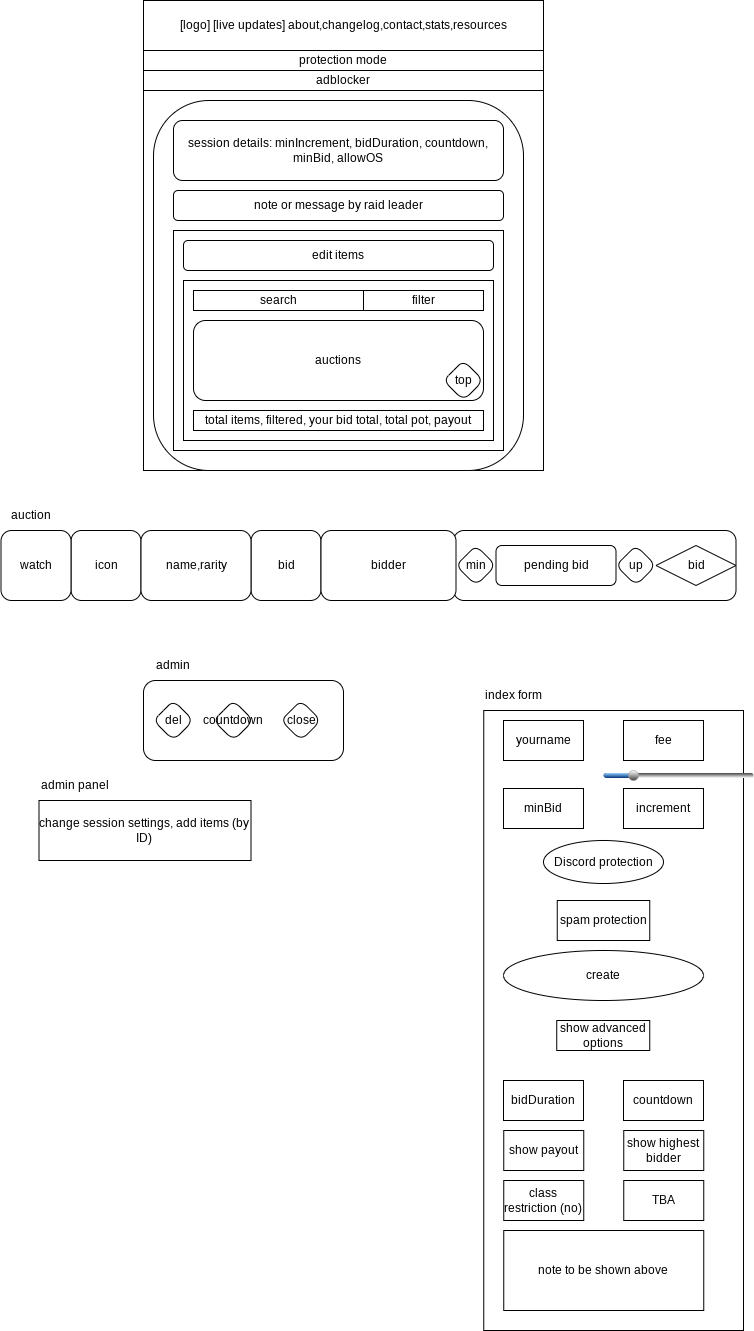 [logo] [live updates] about,changelog,contact,stats,resources
protection mode
adblocker
session details: minIncrement, bidDuration, countdown,
minBid, allowOS
note or message by raid leader
edit items
search
filter
auctions
top
total items, filtered, your bid total, total pot, payout
auction
watch
icon
name,rarity
bid
bidder
min
pending bid
up
bid
admin
del
countdown
close
admin panel
change session settings, add items (by
ID)
index form
yourname
fee
minBid
increment
Discord protection
spam protection
create
show advanced
options
bidDuration
countdown
show payout
show highest
bidder
class
restriction (no)
TBA
note to be shown above